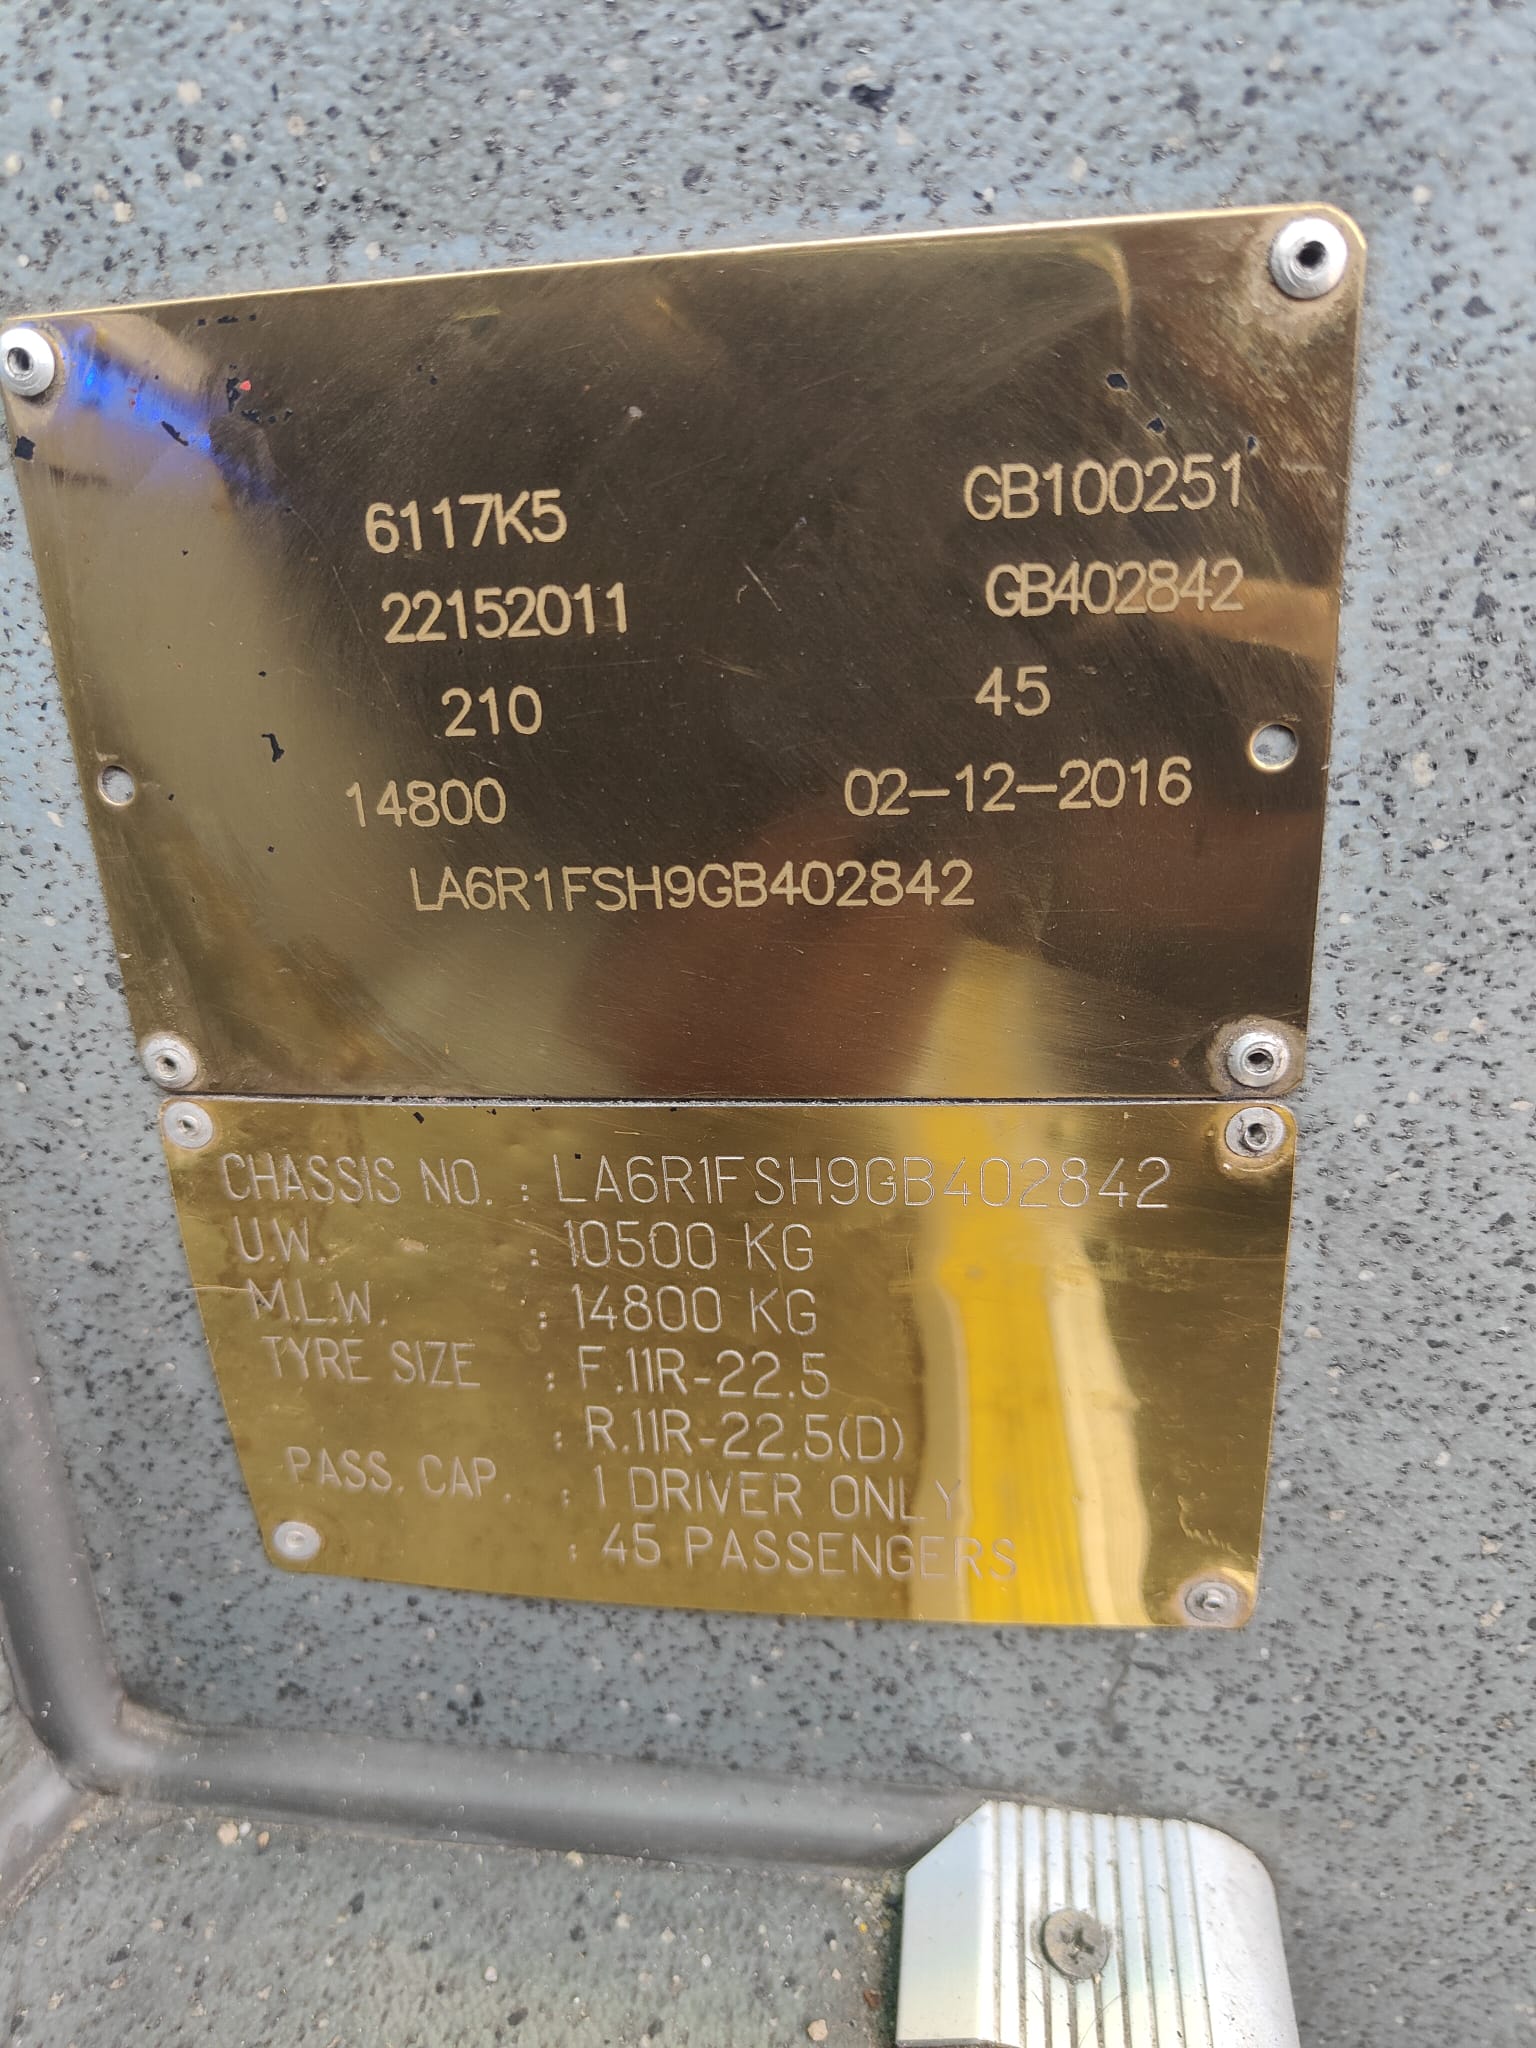 6117K5 GB100251
22152011 GB402842
210 45
14800 02-12-2016
LA6R1FSH9GB402842
CHASSIS NO. : LA6R1FSH9GB402842
U.W. : 10500 KG
M.L.W. : 14800 KG
TYRE SIZE : F.11R-22.5
: R.11R-22.5(D)
PASS. CAP. : 1 DRIVER ONLY
: 45 PASSENGERS